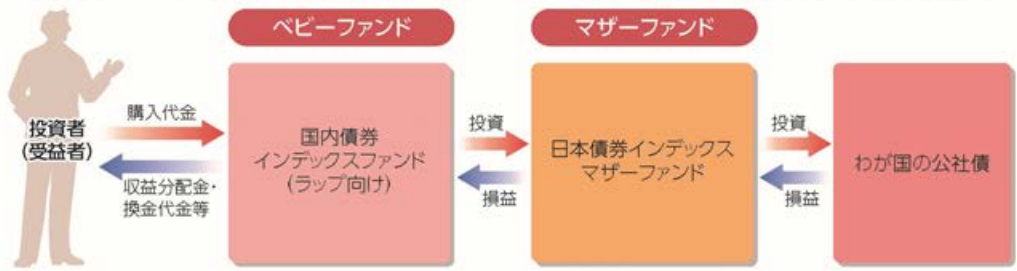 ベビーファンド
マザーファンド
投資者
(受益者)
購入代金
収益分配金・
換金代金等
国内債券
インデックスファンド
(ラップ向け)
投資
損益
日本債券インデックス
マザーファンド
投資
損益
わが国の公社債